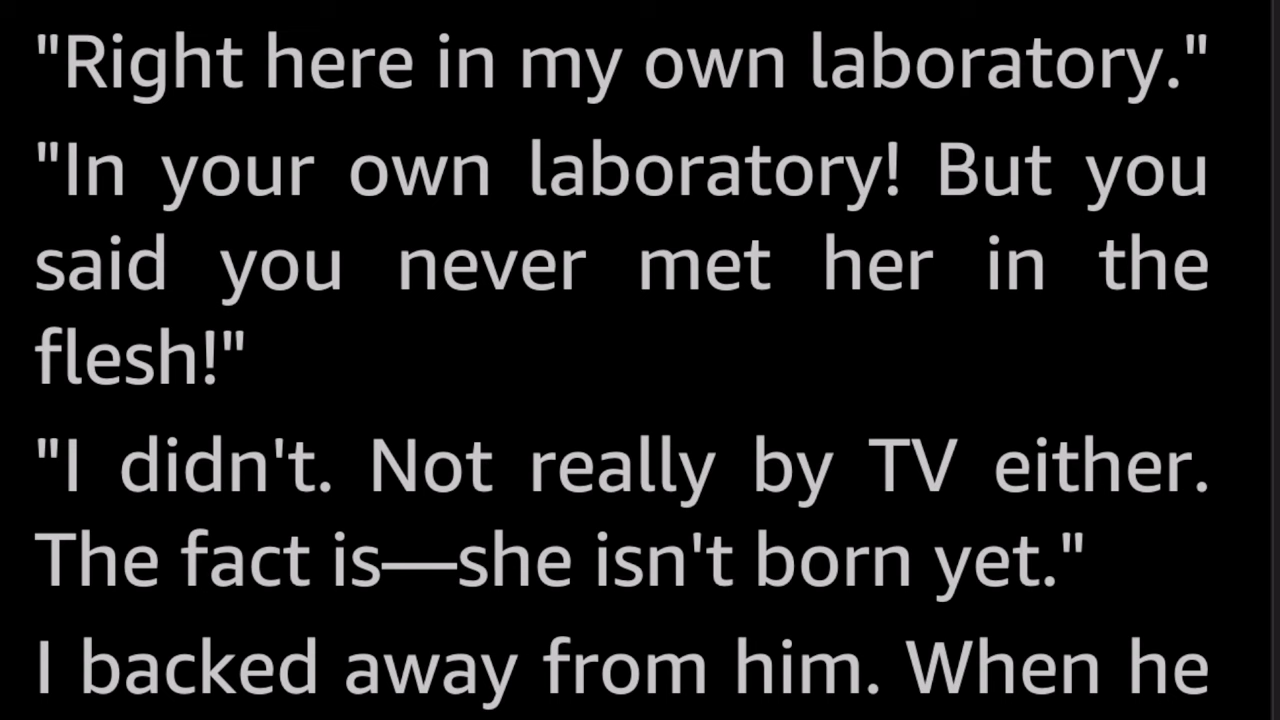 "Right here in my own laboratory."
"In your own laboratory! But you
said you never met her in the
flesh!"
"I didn't. Not really by TV either.
The fact is—she isn't born yet."
I backed away from him. When he